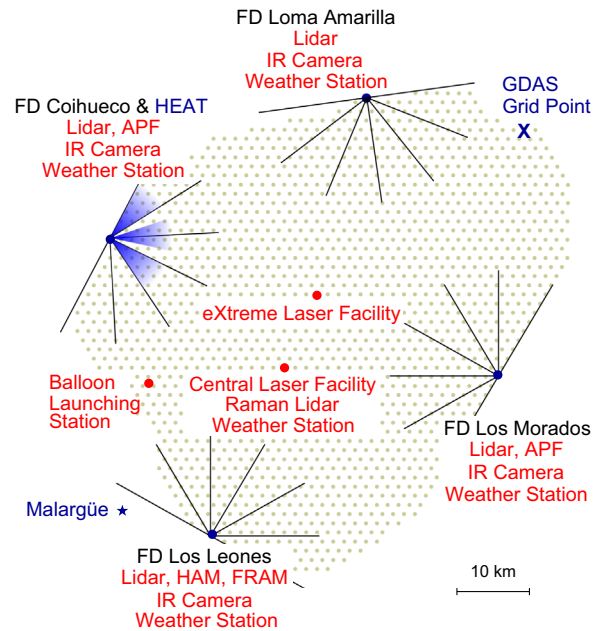 FD Loma Amarilla
Lidar
IR Camera
Weather Station
GDAS
Grid Point
X
FD Coihueco & HEAT
Lidar, APF
IR Camera
Weather Station
eXtreme Laser Facility
Balloon
Launching
Station
Central Laser Facility
Raman Lidar
Weather Station
FD Los Morados
Lidar, APF
IR Camera
Weather Station
Malargüe
FD Los Leones
Lidar, HAM, FRAM
IR Camera
Weather Station
10 km